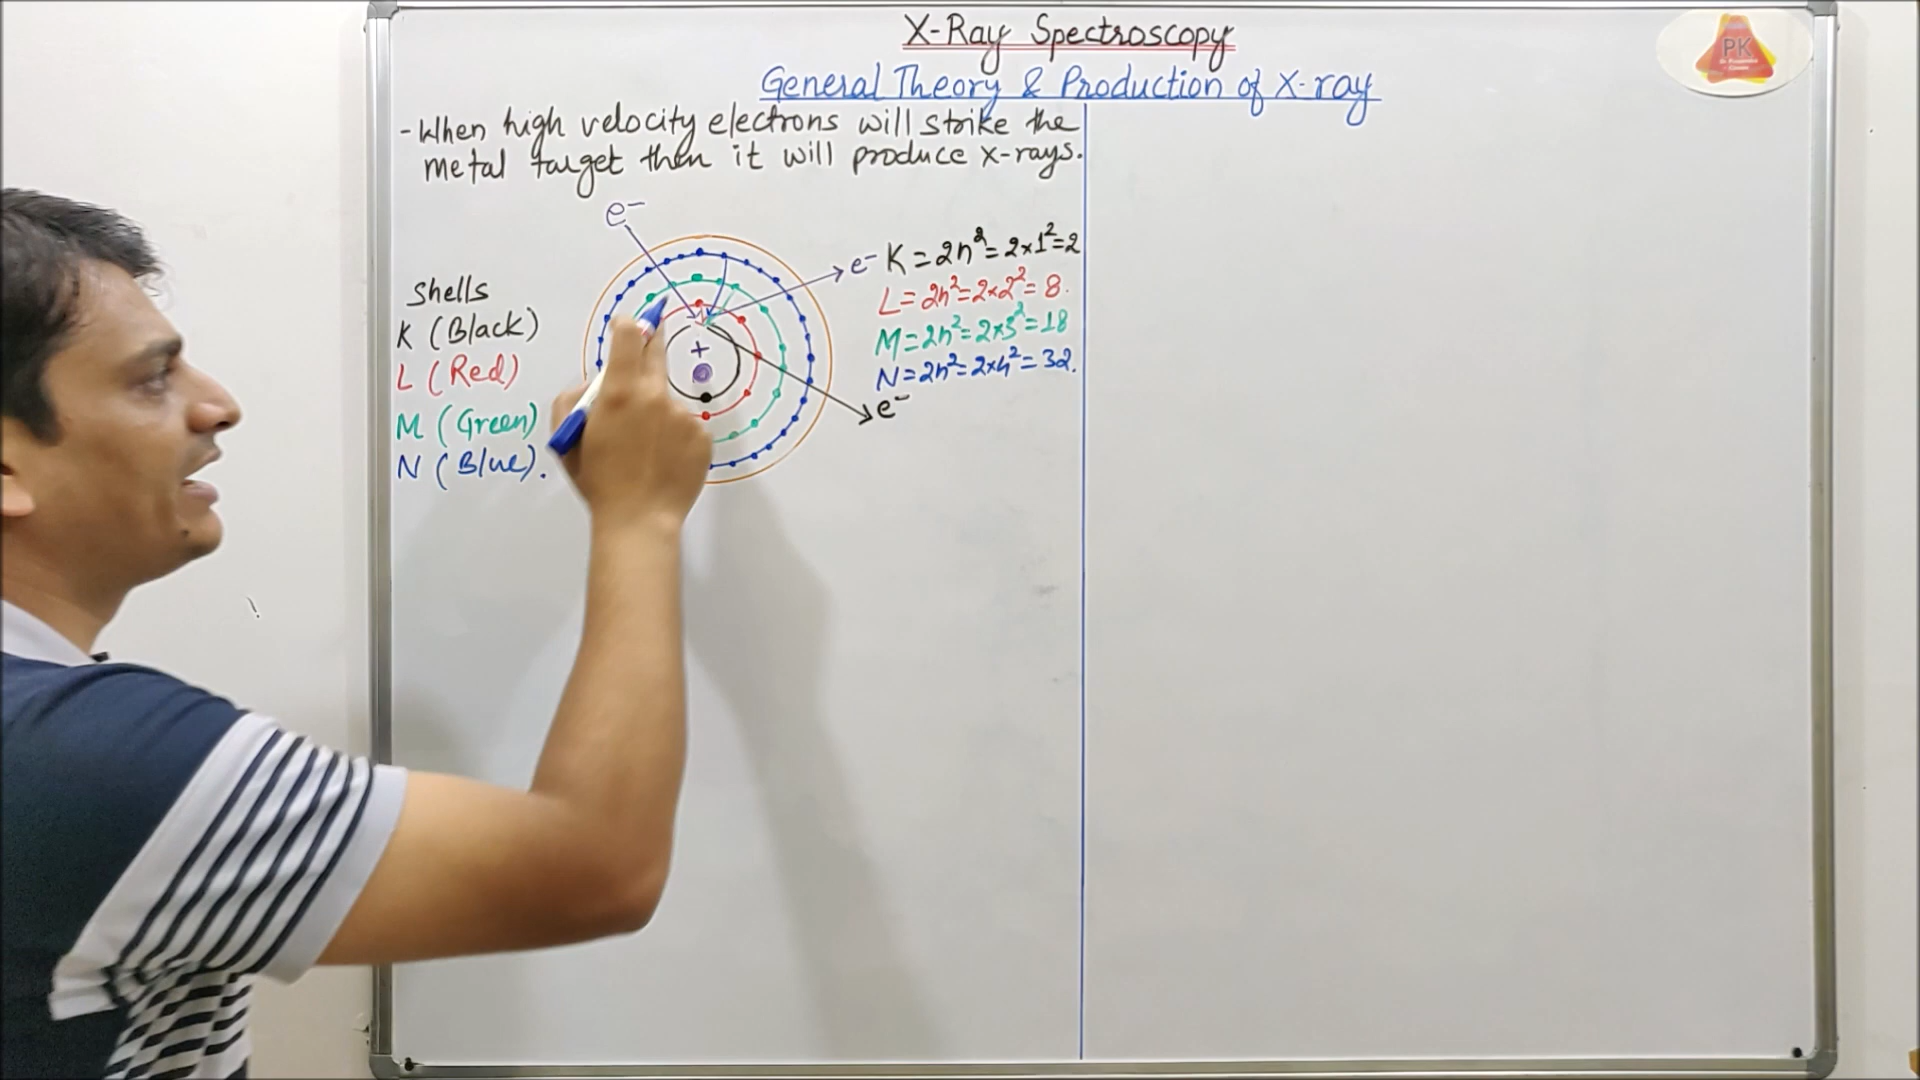 X-Ray Spectroscopy
General Theory & Production of X-ray
- When high velocity electrons will strike the
metal target then it will produce x-rays.
e⁻
Shells
K (Black)
L (Red)
M (Green)
N (Blue).
+
e⁻
e⁻
K = 2n² = 2×1² = 2
L = 2n² = 2×2² = 8.
M = 2n² = 2×3² = 18
N = 2n² = 2×4² = 32.
PK